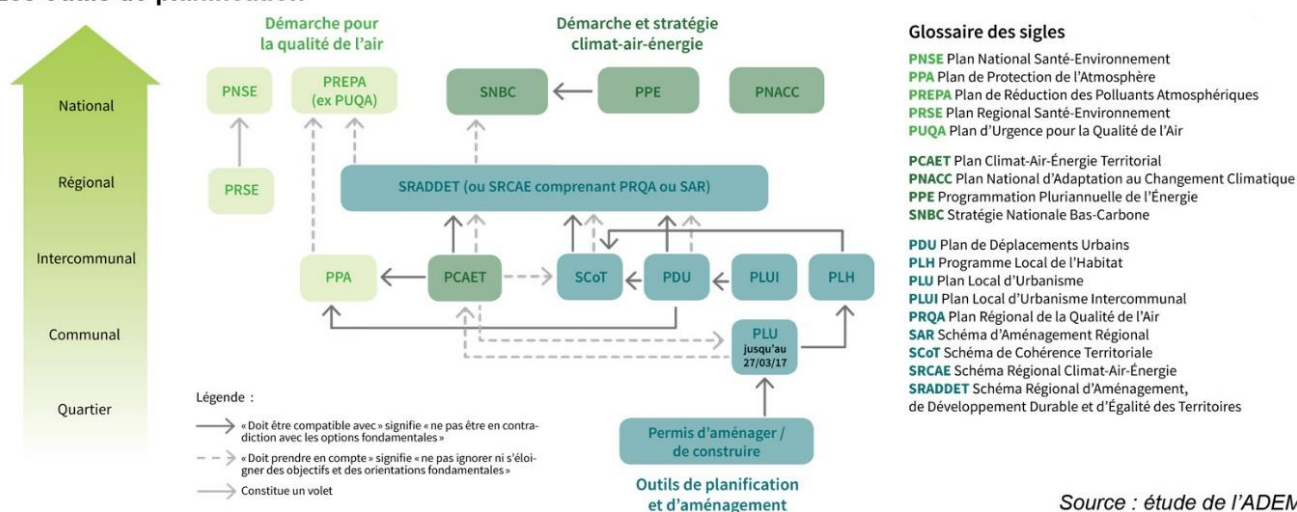 Démarche pour
la qualité de l'air
Démarche et stratégie
climat-air-énergie
National
Régional
Intercommunal
Communal
Quartier
PNSE
PREPA
(ex PUQA)
SNBC
PPE
PNACC
PRSE
SRADDET (ou SRCAE comprenant PRQA ou SAR)
PPA
PCAET
SCoT
PDU
PLUI
PLH
PLU
jusqu'au
27/03/17
Permis d'aménager /
de construire
Outils de planification
et d'aménagement
Légende :
« Doit être compatible avec » signifie « ne pas être en contra-
diction avec les options fondamentales »
« Doit prendre en compte » signifie « ne pas ignorer ni s'éloi-
gner des objectifs et des orientations fondamentales »
Constitue un volet
Glossaire des sigles
PNSE Plan National Santé-Environnement
PPA Plan de Protection de l'Atmosphère
PREPA Plan de Réduction des Polluants Atmosphériques
PRSE Plan Regional Santé-Environnement
PUQA Plan d'Urgence pour la Qualité de l'Air
PCAET Plan Climat-Air-Énergie Territorial
PNACC Plan National d'Adaptation au Changement Climatique
PPE Programmation Pluriannuelle de l'Énergie
SNBC Stratégie Nationale Bas-Carbone
PDU Plan de Déplacements Urbains
PLH Programme Local de l'Habitat
PLU Plan Local d'Urbanisme
PLUI Plan Local d'Urbanisme Intercommunal
PRQA Plan Régional de la Qualité de l'Air
SAR Schéma d'Aménagement Régional
SCoT Schéma de Cohérence Territoriale
SRCAE Schéma Régional Climat-Air-Énergie
SRADDET Schéma Régional d'Aménagement,
de Développement Durable et d'Égalité des Territoires
Source : étude de l'ADEM